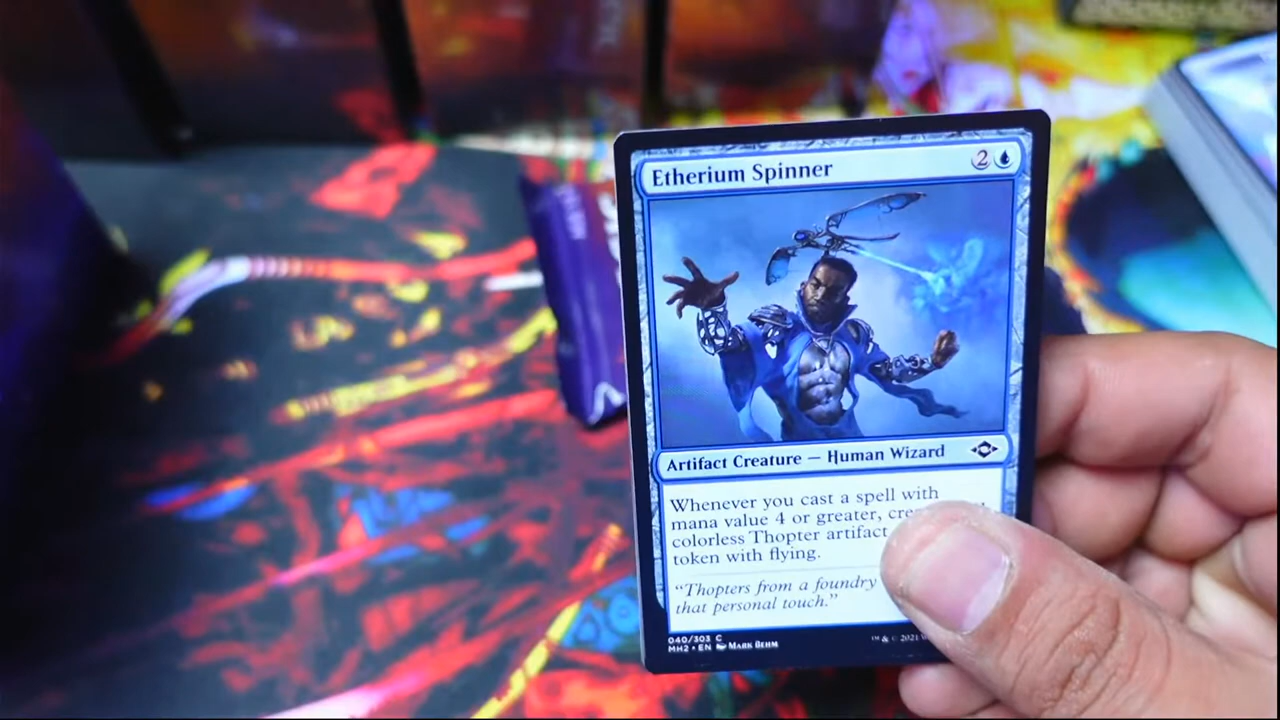 Etherium Spinner 2
Artifact Creature — Human Wizard
Whenever you cast a spell with
mana value 4 or greater,
colorless Thopter artifact
token with flying.
"Thopters from a foundry
that personal touch."
040/303 C
MH2 • EN Mark Behm
™ & © 2021